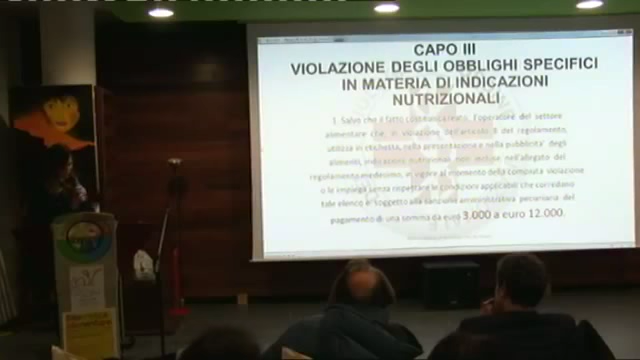 CAPO III
VIOLAZIONE DEGLI OBBLIGHI SPECIFICI
IN MATERIA DI INDICAZIONI
NUTRIZIONALI
1. Salvo che il fatto costituisca reato, l'operatore del settore
alimentare che, in violazione dell'articolo 8 del regolamento,
utilizza in etichetta, nella presentazione e nella pubblicita' degli
alimenti, indicazioni nutrizionali non incluse nell'allegato del
regolamento medesimo, in vigore al momento della compiuta violazione
o le impiega senza rispettare le condizioni applicabili che corredano
tale elenco e' soggetto alla sanzione amministrativa pecuniaria del
pagamento di una somma da euro 3.000 a euro 12.000.